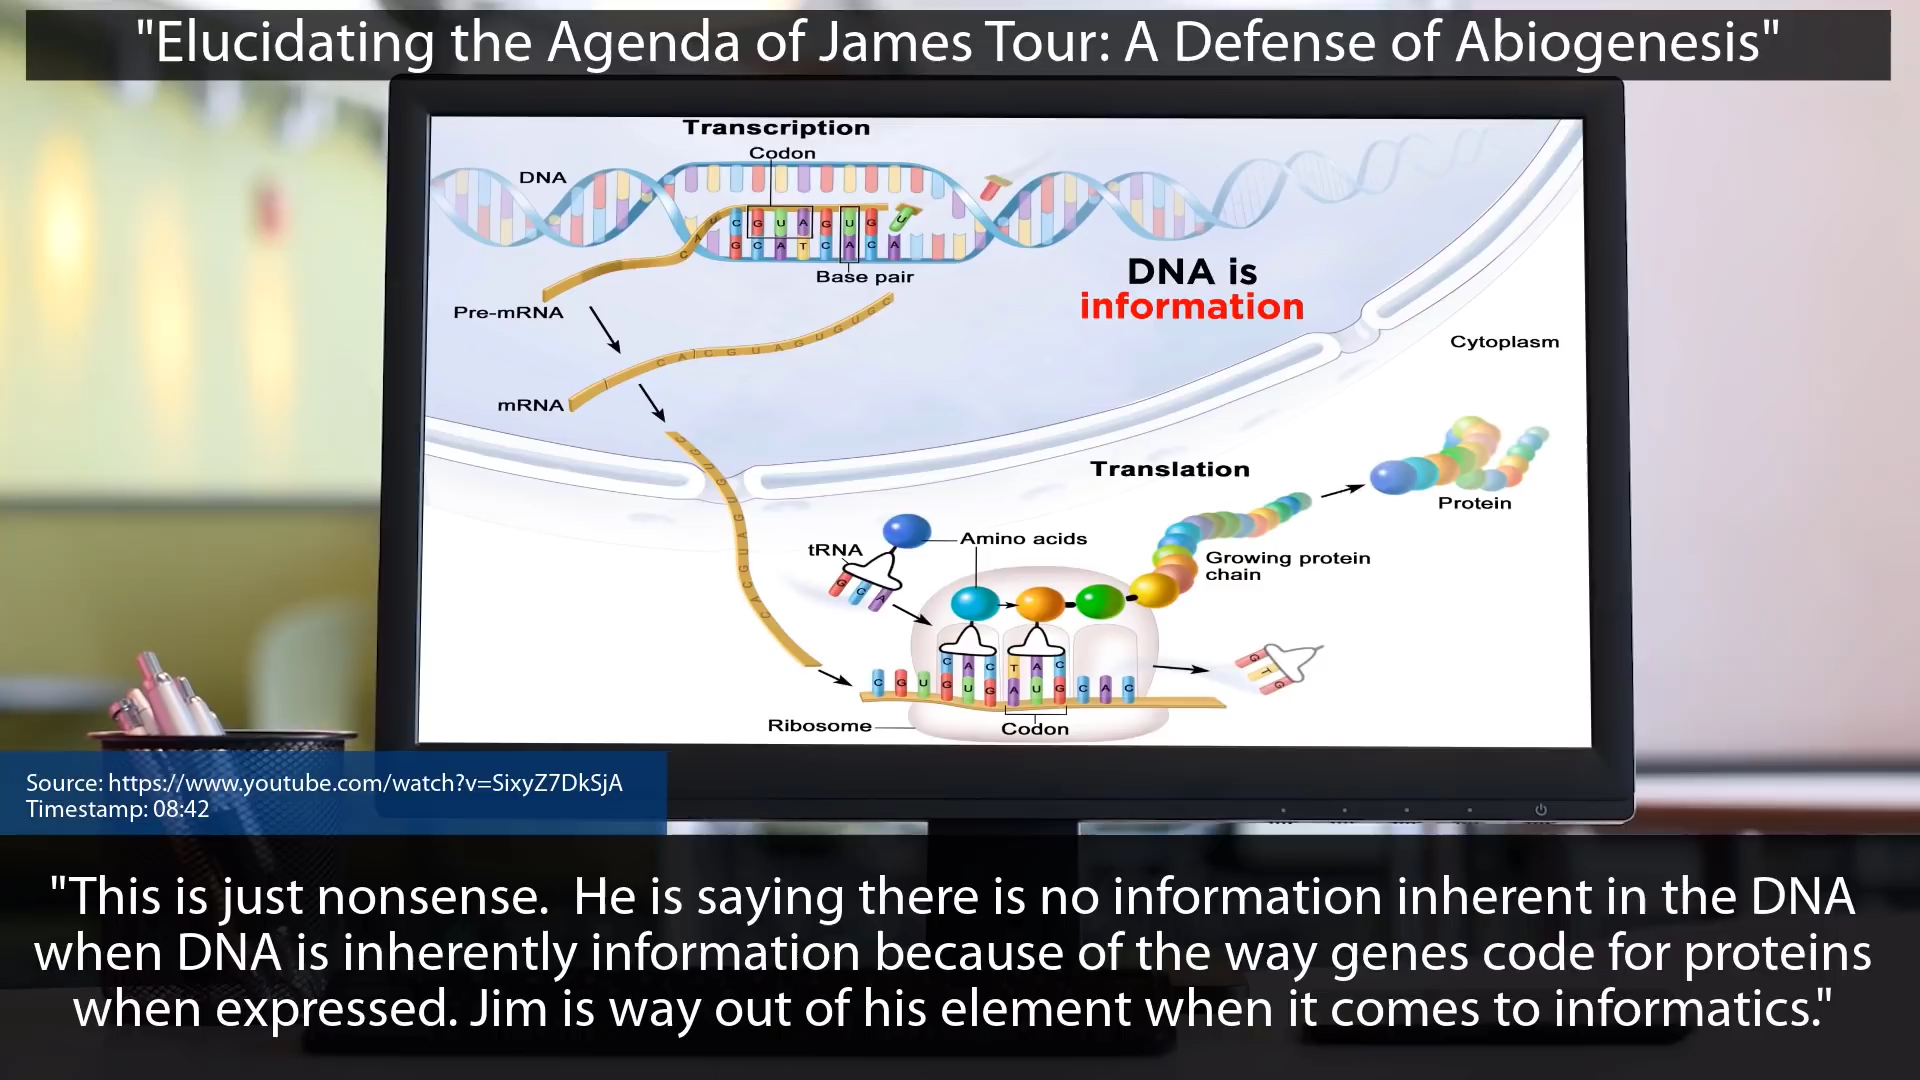 "Elucidating the Agenda of James Tour: A Defense of Abiogenesis"
Transcription
Codon
DNA
U
C G U A G U G U
C A
G C A T C A C A
Base pair
DNA is
information
Pre-mRNA
C A C G U A G U G U G C
mRNA
Cytoplasm
C G U G U G A U G C A C
Translation
Protein
tRNA
Amino acids
G C A
Growing protein
chain
C A C T A C
C G U G U G A U G C A C
G T G
Ribosome
Codon
Source: https://www.youtube.com/watch?v=SixyZ7DkSjA
Timestamp: 08:42
"This is just nonsense. He is saying there is no information inherent in the DNA
when DNA is inherently information because of the way genes code for proteins
when expressed. Jim is way out of his element when it comes to informatics."